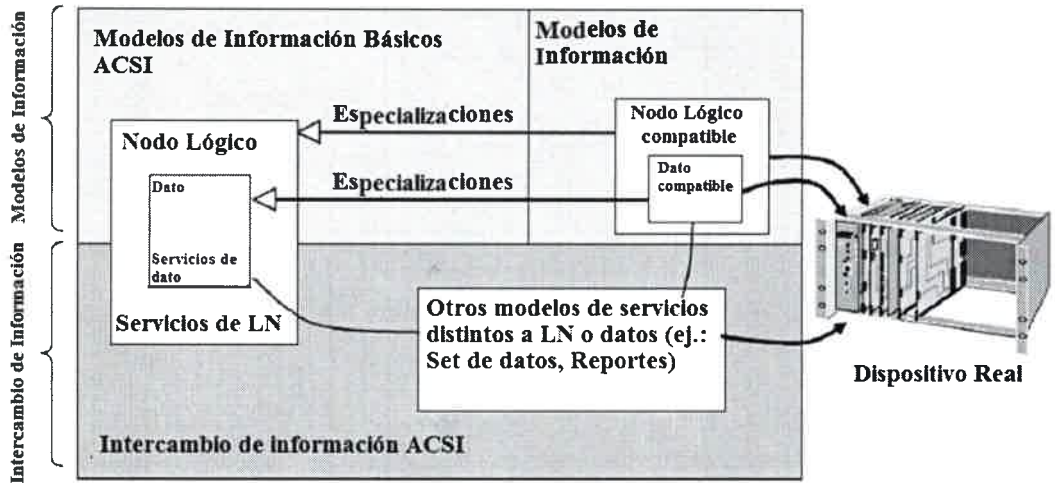 Modelos de Información
Intercambio de Información
Modelos de Información Básicos
ACSI
Modelos de
Información
Especializaciones
Especializaciones
Nodo Lógico
Dato
Servicios de
dato
Servicios de LN
Nodo Lógico
compatible
Dato
compatible
Otros modelos de servicios
distintos a LN o datos (ej.:
Set de datos, Reportes)
Intercambio de información ACSI
Dispositivo Real